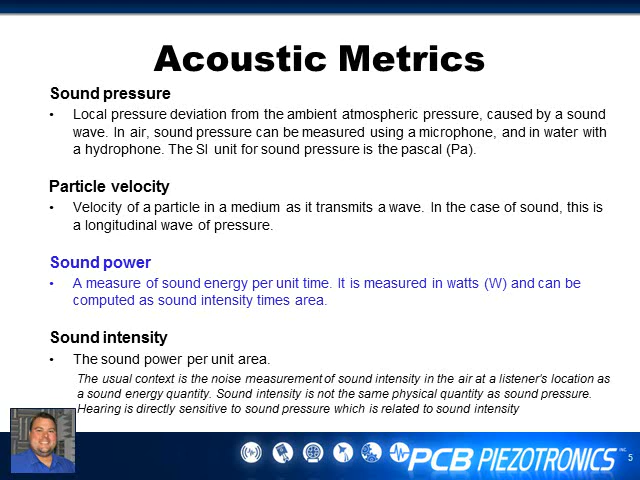 Acoustic Metrics
Sound pressure
• Local pressure deviation from the ambient atmospheric pressure, caused by a sound
wave. In air, sound pressure can be measured using a microphone, and in water with
a hydrophone. The SI unit for sound pressure is the pascal (Pa).
Particle velocity
• Velocity of a particle in a medium as it transmits a wave. In the case of sound, this is
a longitudinal wave of pressure.
Sound power
• A measure of sound energy per unit time. It is measured in watts (W) and can be
computed as sound intensity times area.
Sound intensity
• The sound power per unit area.
The usual context is the noise measurement of sound intensity in the air at a listener's location as
a sound energy quantity. Sound intensity is not the same physical quantity as sound pressure.
Hearing is directly sensitive to sound pressure which is related to sound intensity
PCB PIEZOTRONICS INC.
5